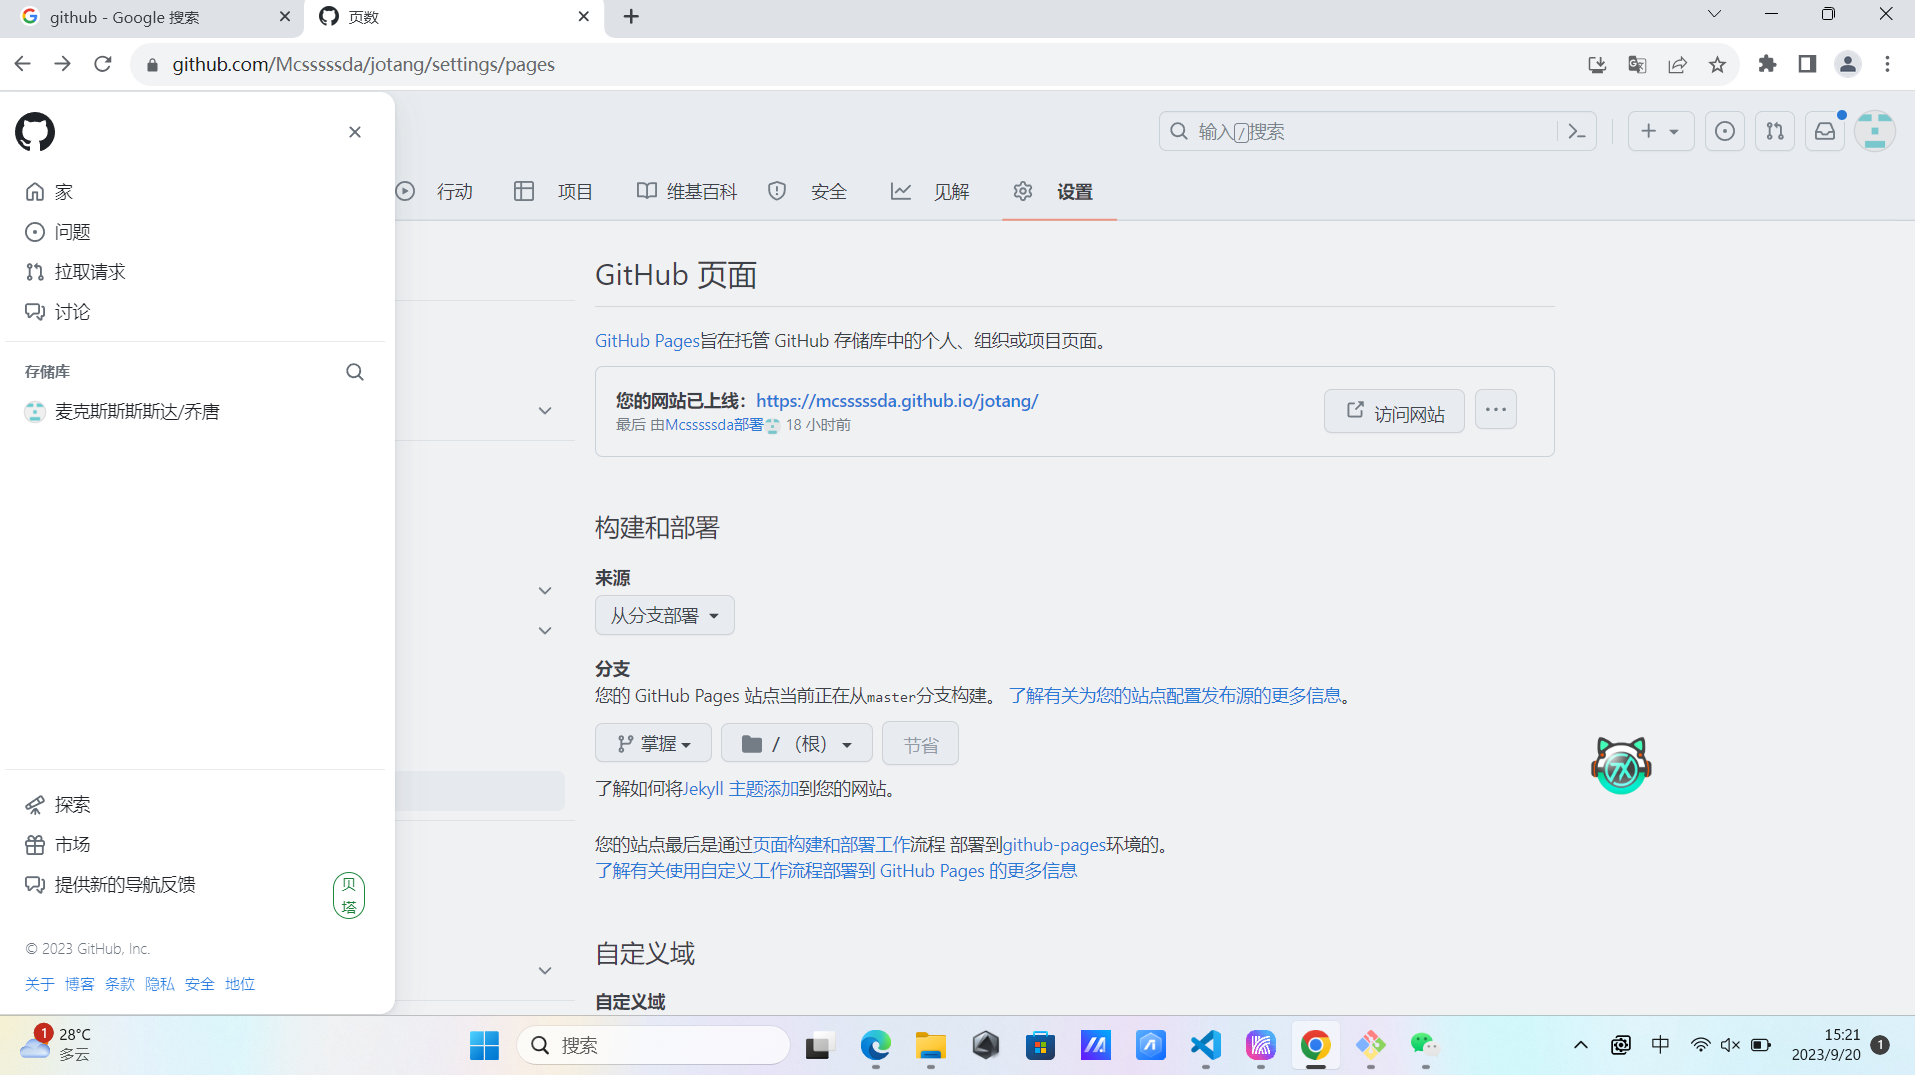 github - Google 搜索
页数
github.com/Mcsssssda/jotang/settings/pages
输入/搜索
家
问题
拉取请求
讨论
存储库
麦克斯斯斯斯达/乔唐
探索
市场
提供新的导航反馈
贝塔
© 2023 GitHub, Inc.
关于 博客 条款 隐私 安全 地位
行动 项目 维基百科 安全 见解 设置
GitHub 页面
GitHub Pages旨在托管 GitHub 存储库中的个人、组织或项目页面。
您的网站已上线：https://mcsssssda.github.io/jotang/
最后 由Mcsssssda部署 18 小时前
访问网站
构建和部署
来源
从分支部署
分支
您的 GitHub Pages 站点当前正在从master分支构建。 了解有关为您的站点配置发布源的更多信息。
掌握 / （根） 节省
了解如何将Jekyll 主题添加到您的网站。
您的站点最后是通过页面构建和部署工作流程 部署到github-pages环境的。
了解有关使用自定义工作流程部署到 GitHub Pages 的更多信息
自定义域
自定义域
7X
1
28°C
多云
搜索
中
15:21
2023/9/20
1